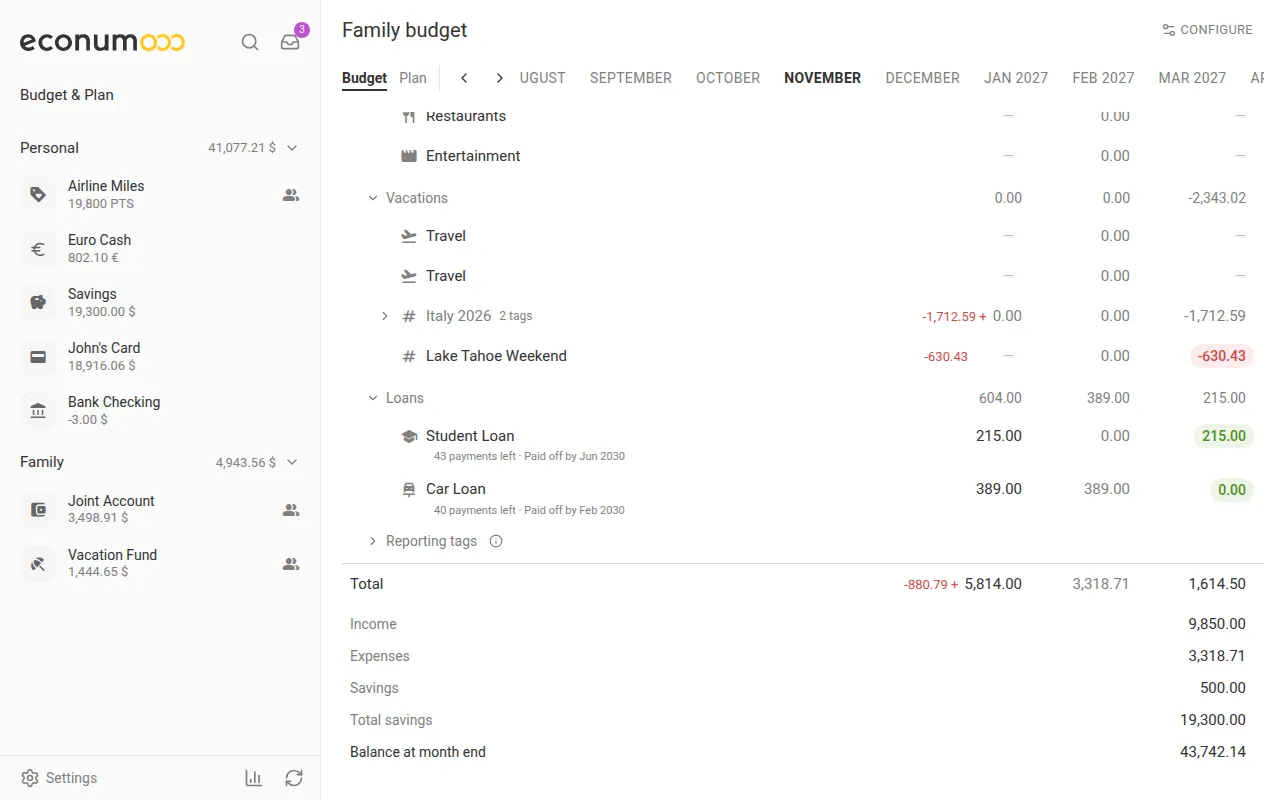 econumo
3
Budget & Plan
Personal 41,077.21 $
Airline Miles
19,800 PTS
Euro Cash
802.10 €
Savings
19,300.00 $
John's Card
18,916.06 $
Bank Checking
-3.00 $
Family 4,943.56 $
Joint Account
3,498.91 $
Vacation Fund
1,444.65 $
Settings
Family budget
CONFIGURE
Budget Plan UGUST SEPTEMBER OCTOBER NOVEMBER DECEMBER JAN 2027 FEB 2027 MAR 2027 AP
Restaurants — 0.00 —
Entertainment — 0.00 —
Vacations 0.00 0.00 -2,343.02
Travel — 0.00 —
Travel — 0.00 —
# Italy 2026 2 tags -1,712.59 + 0.00 0.00 -1,712.59
# Lake Tahoe Weekend -630.43 — 0.00 -630.43
Loans 604.00 389.00 215.00
Student Loan 215.00 0.00 215.00
43 payments left · Paid off by Jun 2030
Car Loan 389.00 389.00 0.00
40 payments left · Paid off by Feb 2030
Reporting tags
Total -880.79 + 5,814.00 3,318.71 1,614.50
Income 9,850.00
Expenses 3,318.71
Savings 500.00
Total savings 19,300.00
Balance at month end 43,742.14